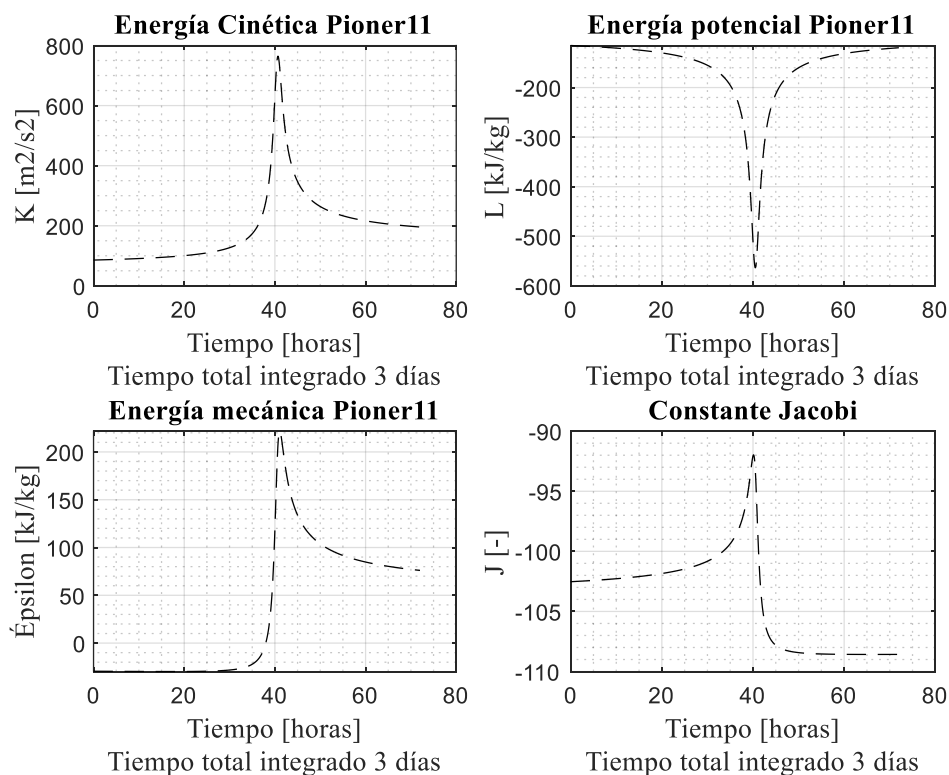 Energía Cinética Pioner11
800
600
400
200
0
K [m2/s2]
0 20 40 60 80
Tiempo [horas]
Tiempo total integrado 3 días
Energía potencial Pioner11
-200
-300
-400
-500
-600
L [kJ/kg]
0 20 40 60 80
Tiempo [horas]
Tiempo total integrado 3 días
Energía mecánica Pioner11
200
150
100
50
0
Épsilon [kJ/kg]
0 20 40 60 80
Tiempo [horas]
Tiempo total integrado 3 días
Constante Jacobi
-90
-95
-100
-105
-110
J [-]
0 20 40 60 80
Tiempo [horas]
Tiempo total integrado 3 días